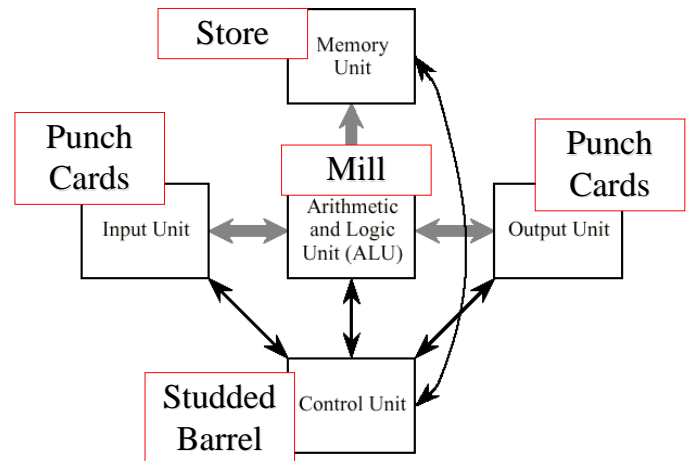 Store
Memory
Unit
Punch
Cards
Input Unit
Mill
Arithmetic
and Logic
Unit (ALU)
Punch
Cards
Output Unit
Studded
Barrel
Control Unit